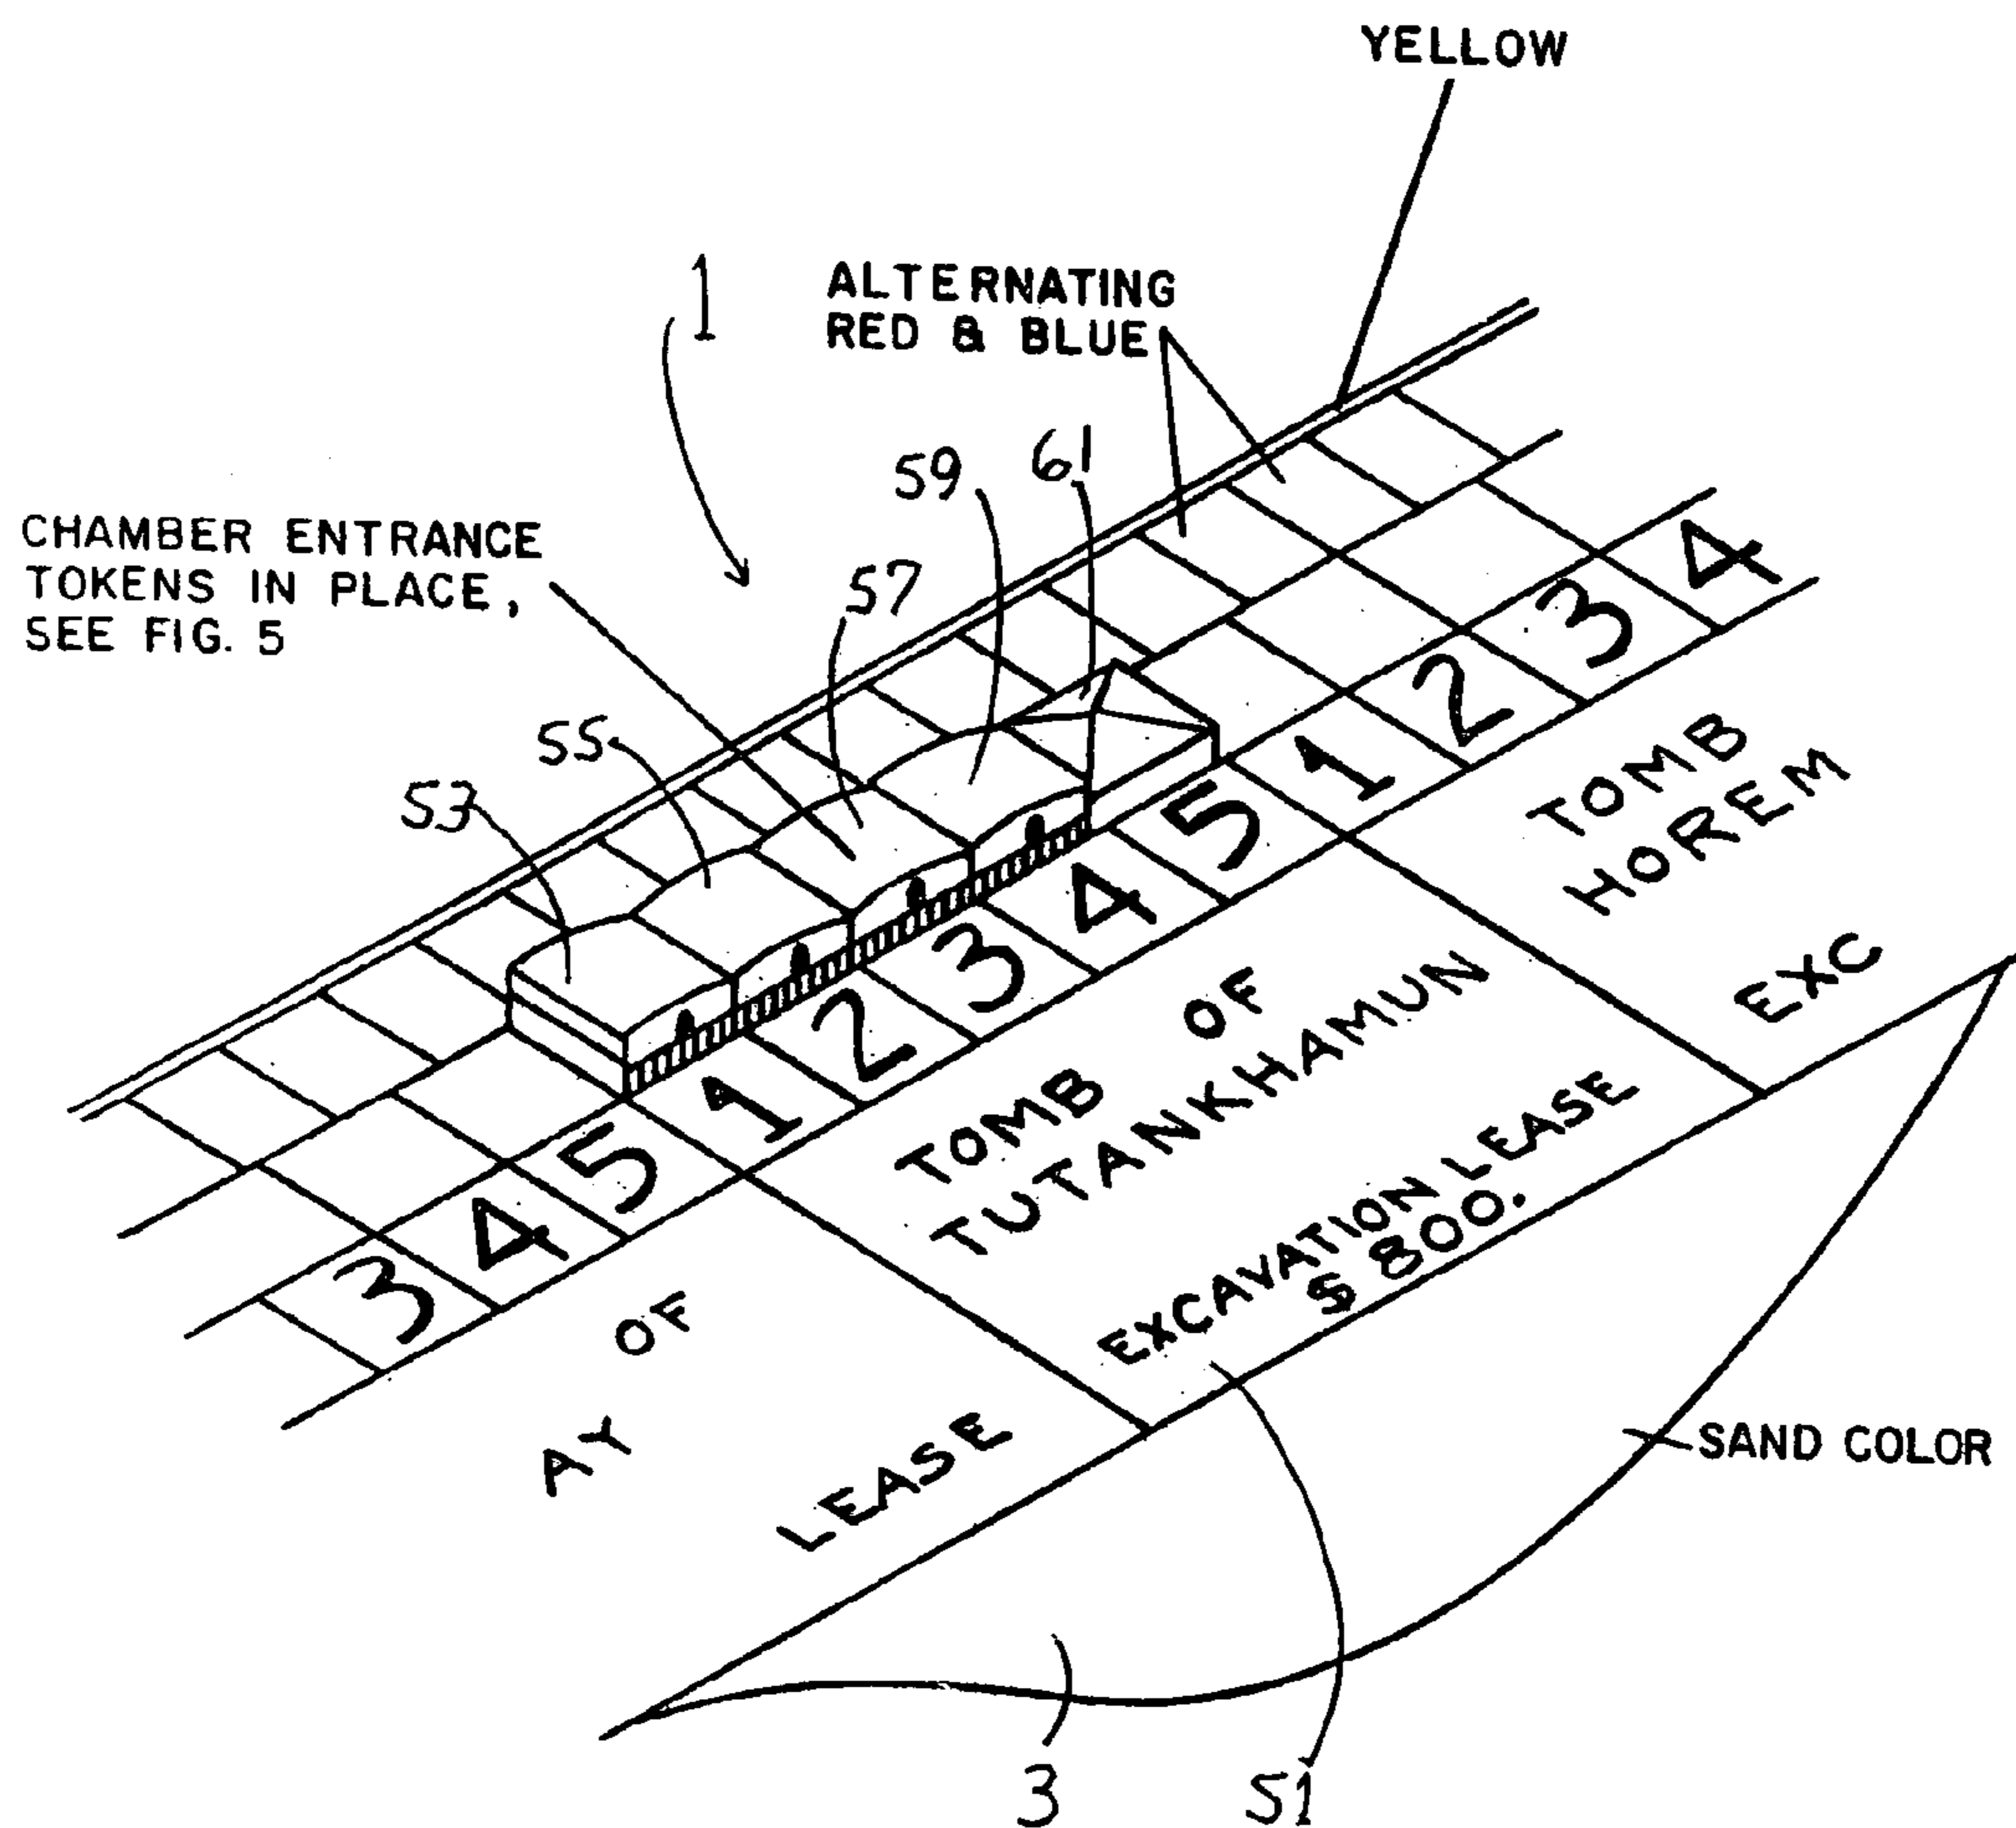 YELLOW
1
ALTERNATING
RED & BLUE
59
61
CHAMBER ENTRANCE
TOKENS IN PLACE,
SEE FIG. 5
57
55
53
3 4 5 1 2 3 4 5 1 2 3 4
TOMB
HOREM
EXC
TOMB OF
TUTANKHAMUN
EXCAVATION LEASE
$ 800.
OF
AY
LEASE
SAND COLOR
3
51